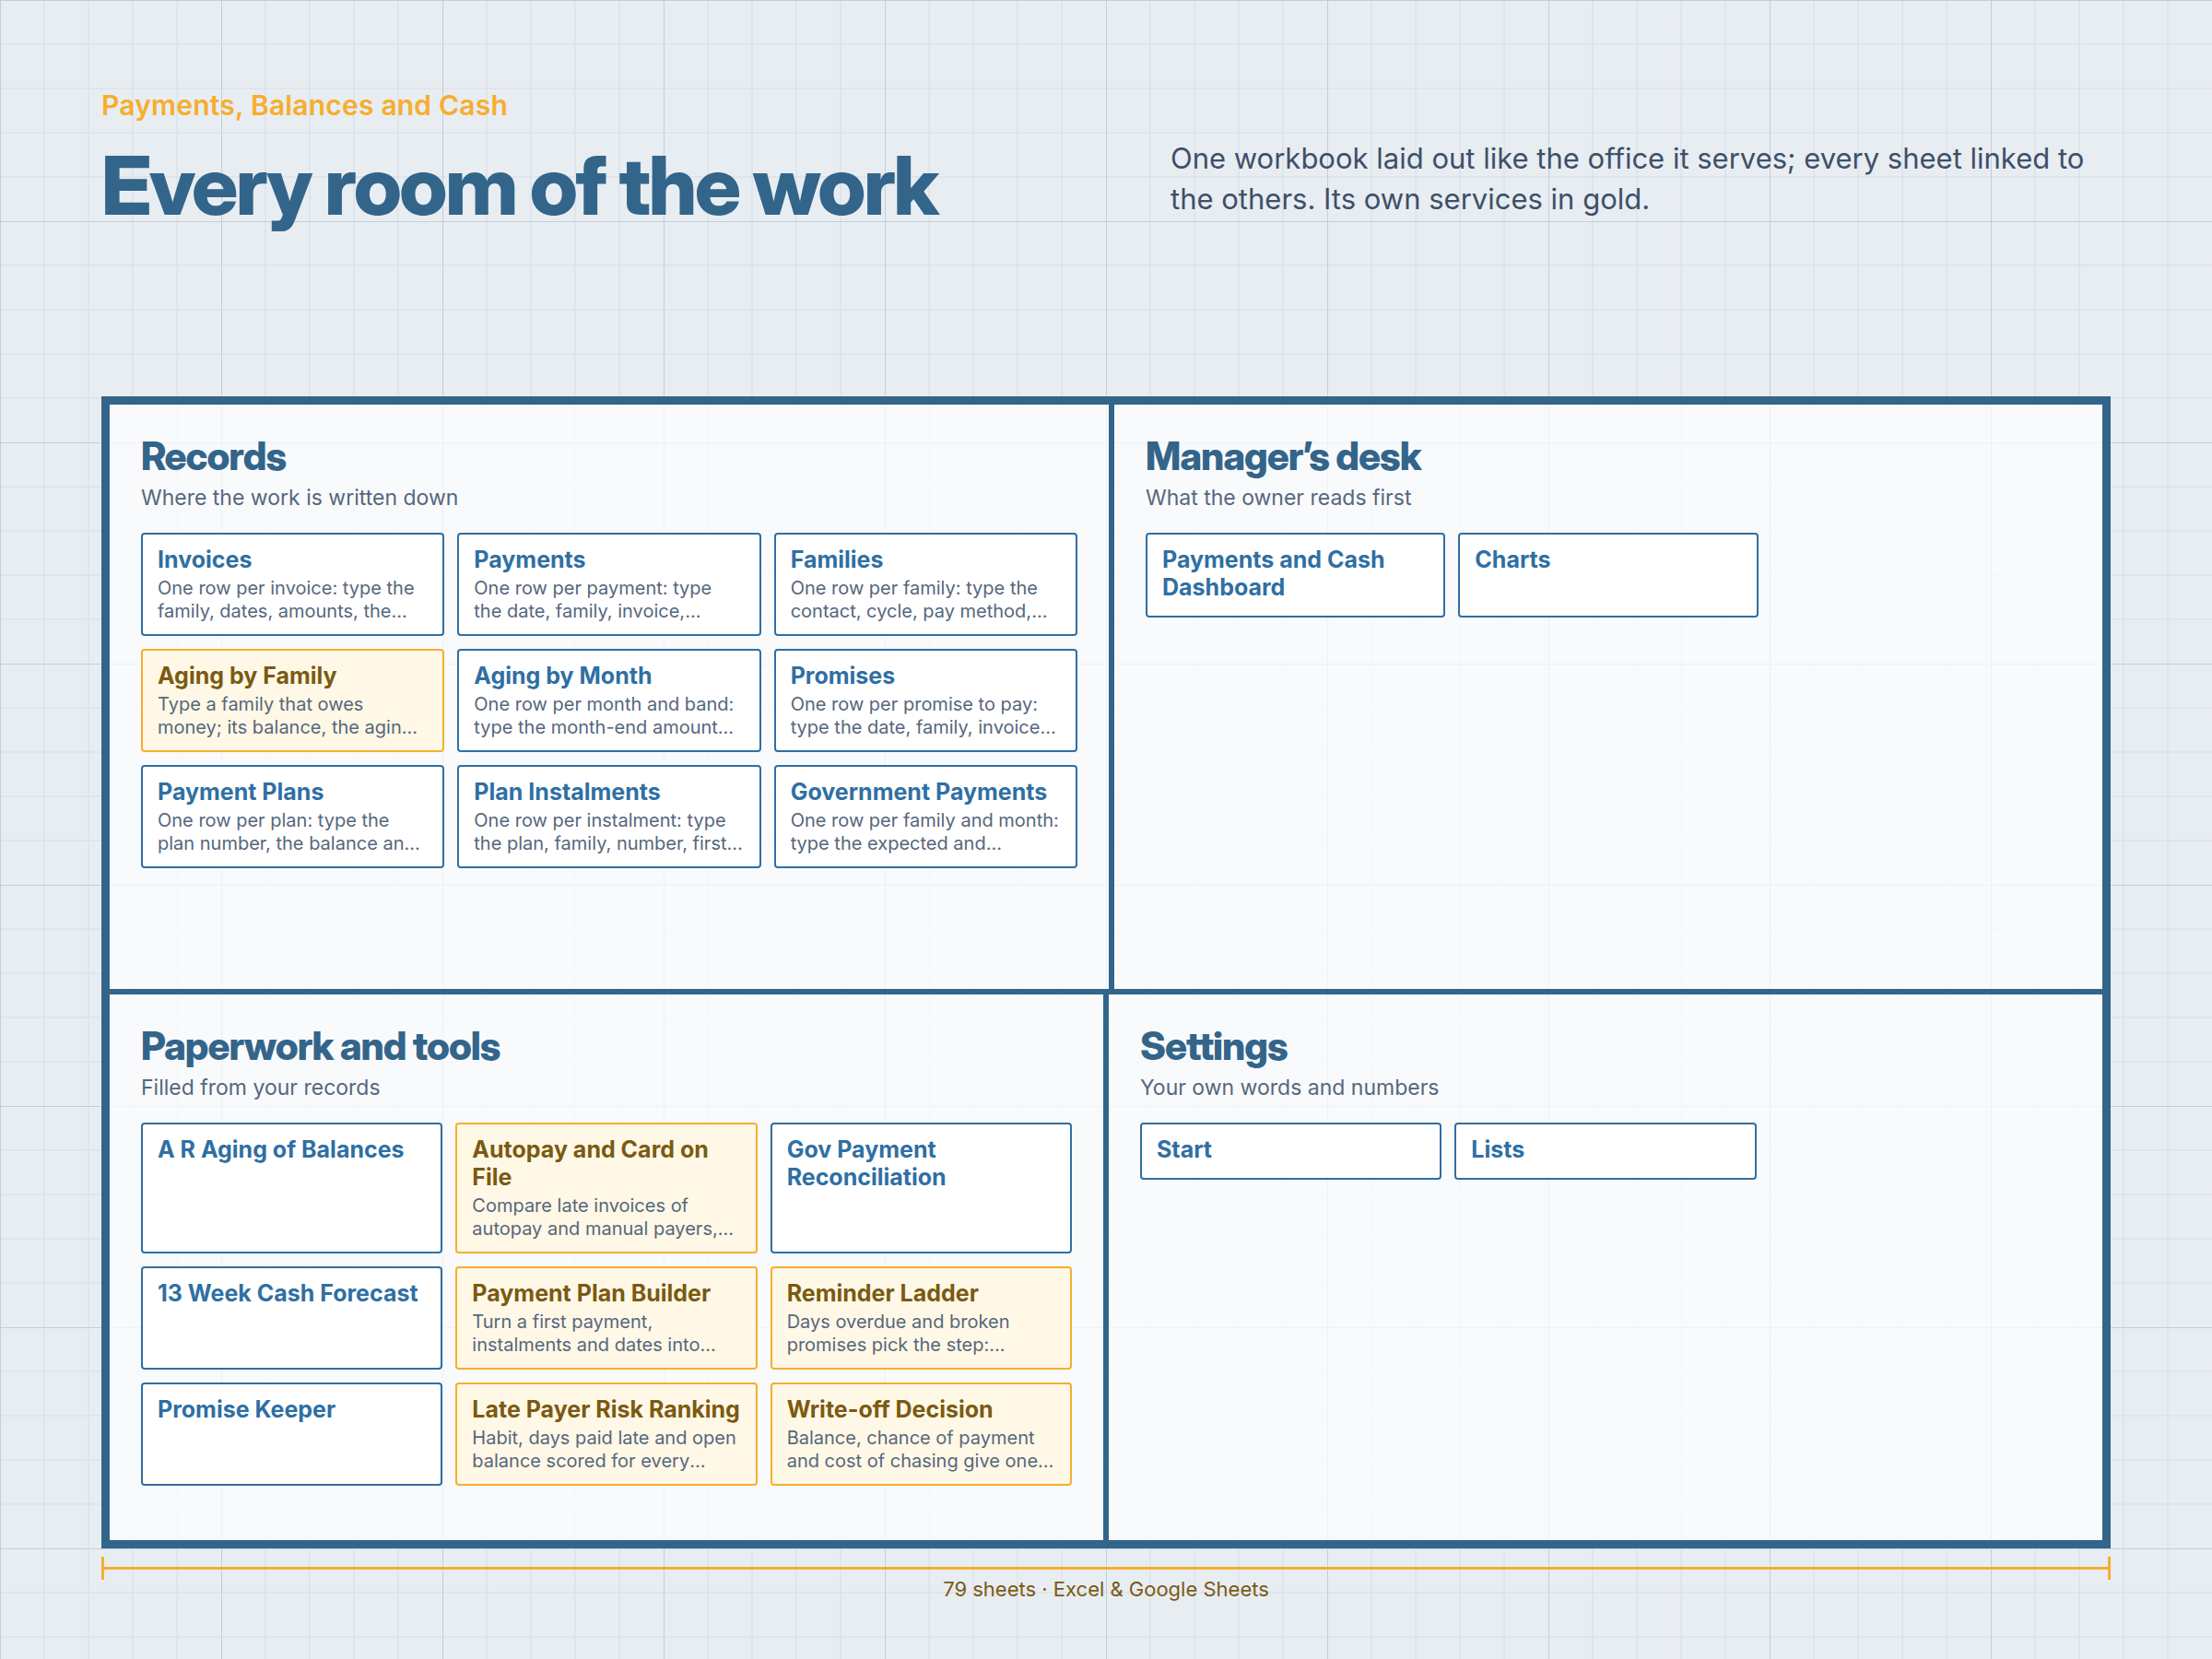 Payments, Balances and Cash
Every room of the work
One workbook laid out like the office it serves; every sheet linked to
the others. Its own services in gold.
Records
Where the work is written down
Invoices
One row per invoice: type the
family, dates, amounts, the...
Payments
One row per payment: type
the date, family, invoice,...
Families
One row per family: type the
contact, cycle, pay method,...
Aging by Family
Type a family that owes
money; its balance, the agin...
Aging by Month
One row per month and band:
type the month-end amount...
Promises
One row per promise to pay:
type the date, family, invoice...
Payment Plans
One row per plan: type the
plan number, the balance an...
Plan Instalments
One row per instalment: type
the plan, family, number, first...
Government Payments
One row per family and month:
type the expected and...
Manager’s desk
What the owner reads first
Payments and Cash
Dashboard
Charts
Paperwork and tools
Filled from your records
A R Aging of Balances
Autopay and Card on
File
Compare late invoices of
autopay and manual payers,...
Gov Payment
Reconciliation
13 Week Cash Forecast
Payment Plan Builder
Turn a first payment,
instalments and dates into...
Reminder Ladder
Days overdue and broken
promises pick the step:...
Promise Keeper
Late Payer Risk Ranking
Habit, days paid late and open
balance scored for every...
Write-off Decision
Balance, chance of payment
and cost of chasing give one...
Settings
Your own words and numbers
Start
Lists
79 sheets · Excel & Google Sheets